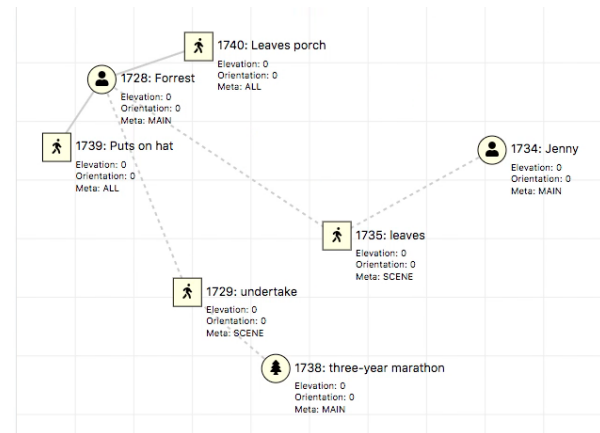 1740: Leaves porch
Elevation: 0
Orientation: 0
Meta: ALL
1728: Forrest
Elevation: 0
Orientation: 0
Meta: MAIN
1739: Puts on hat
Elevation: 0
Orientation: 0
Meta: ALL
1734: Jenny
Elevation: 0
Orientation: 0
Meta: MAIN
1735: leaves
Elevation: 0
Orientation: 0
Meta: SCENE
1729: undertake
Elevation: 0
Orientation: 0
Meta: SCENE
1738: three-year marathon
Elevation: 0
Orientation: 0
Meta: MAIN